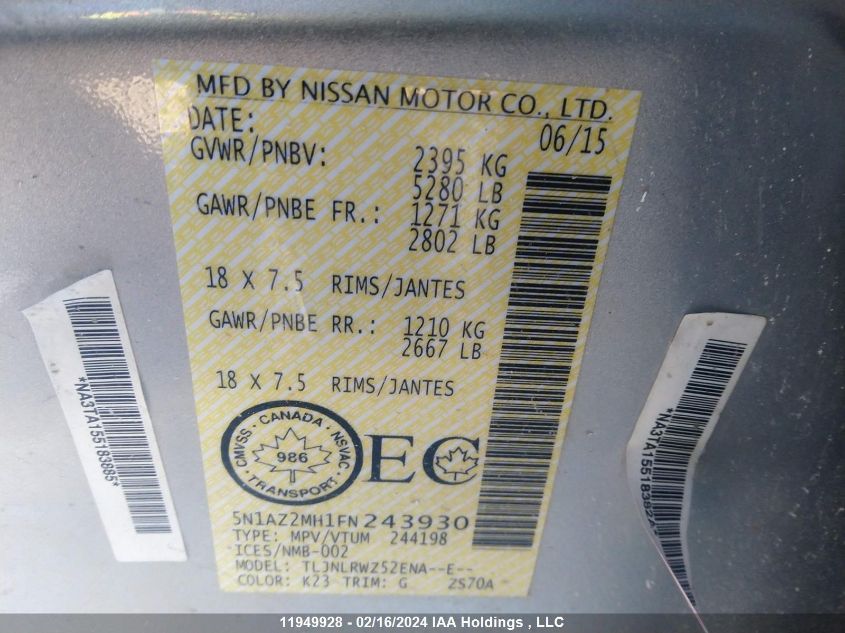 MFD BY NISSAN MOTOR CO., LTD.
DATE: 06/15
GVWR/PNBV: 2395 KG
5280 LB
GAWR/PNBE FR.: 1271 KG
2802 LB
18 X 7.5 RIMS/JANTES
GAWR/PNBE RR.: 1210 KG
2667 LB
18 X 7.5 RIMS/JANTES
CMVSS · CANADA · NSVAC
986
TRANSPORT
EC
5N1AZ2MH1FN243930
TYPE: MPV/VTUM 244198
ICES/NMB-002
MODEL: TLJNLRWZ52ENA--E--
COLOR: K23 TRIM: G 2S70A
*NA3TA155183885*
11949928 - 02/16/2024 IAA Holdings , LLC